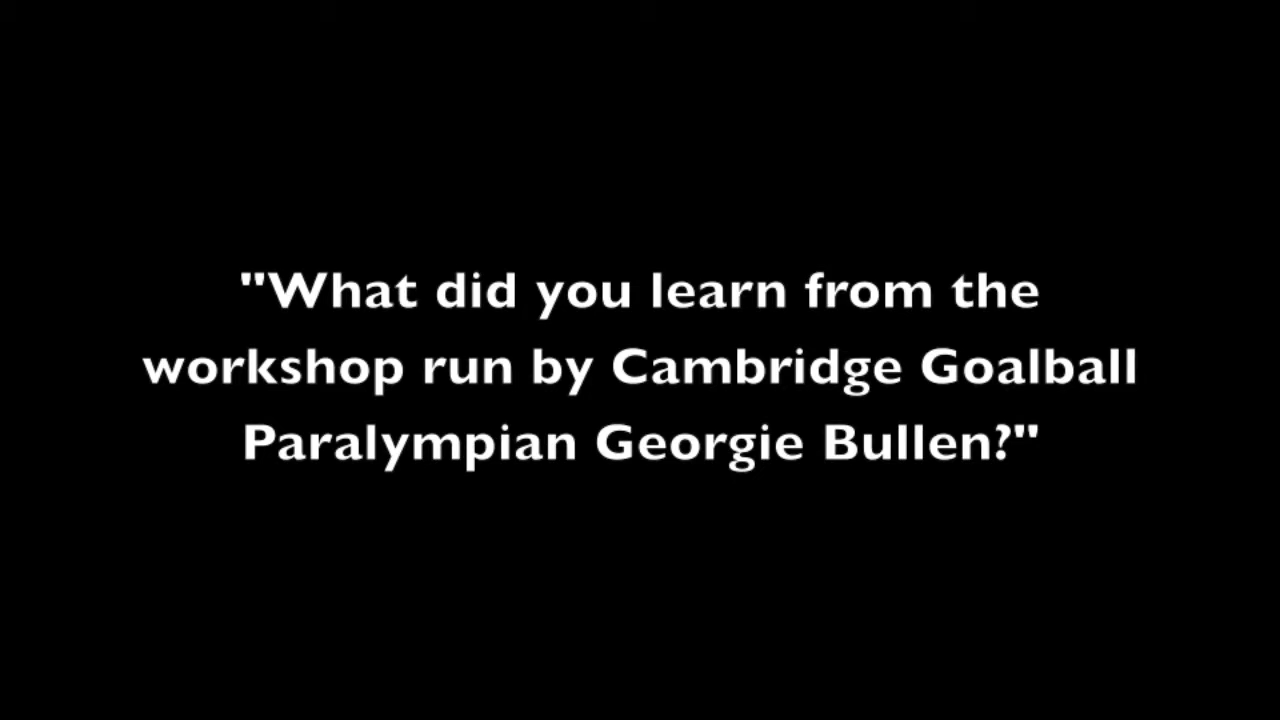 "What did you learn from the
workshop run by Cambridge Goalball
Paralympian Georgie Bullen?"